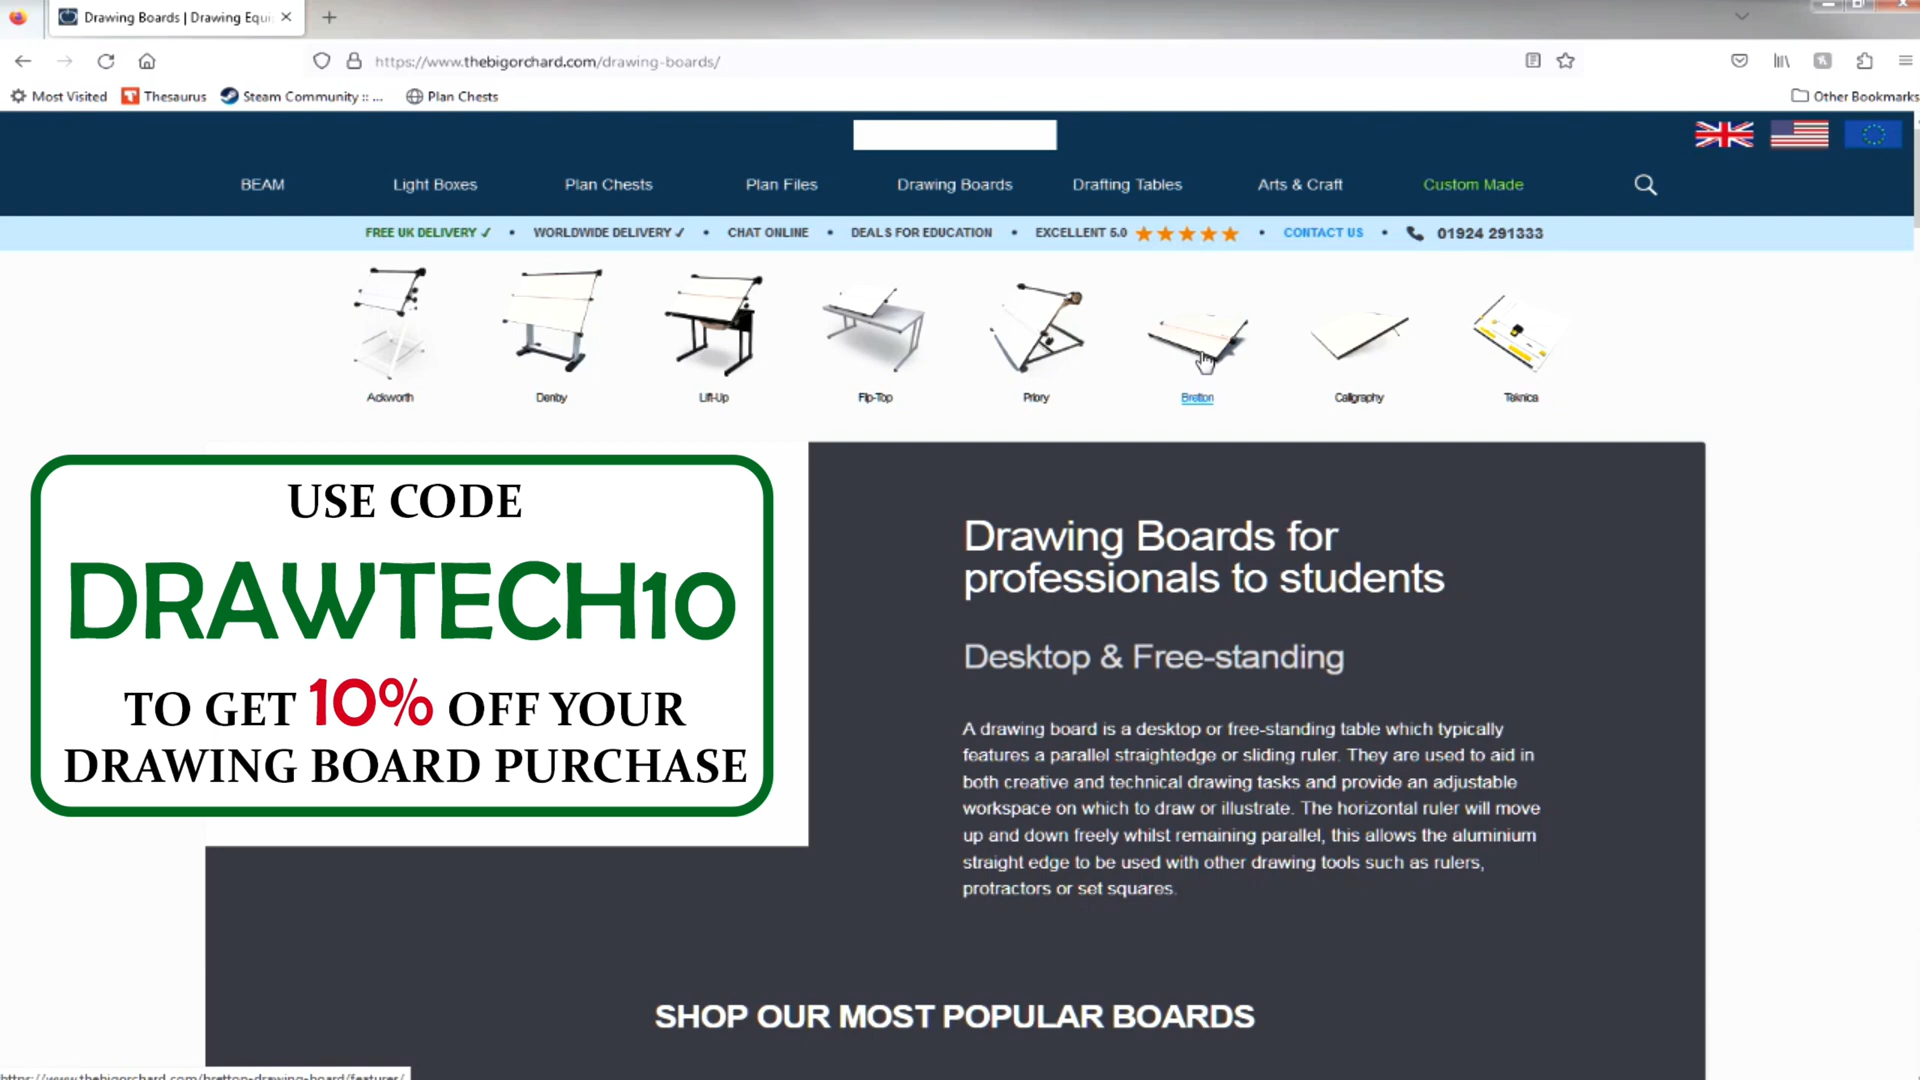 Drawing Boards | Drawing Equi
https://www.thebigorchard.com/drawing-boards/
Most Visited
Thesaurus
Steam Community :: ...
Plan Chests
Other Bookmarks
BEAM
Light Boxes
Plan Chests
Plan Files
Drawing Boards
Drafting Tables
Arts & Craft
Custom Made
FREE UK DELIVERY ✓ • WORLDWIDE DELIVERY ✓ • CHAT ONLINE • DEALS FOR EDUCATION • EXCELLENT 5.0 ★★★★★ • CONTACT US • 01924 291333
Ackworth
Denby
Lift-Up
Flip-Top
Priory
Bretton
Calligraphy
Teknica
USE CODE
DRAWTECH10
TO GET 10% OFF YOUR
DRAWING BOARD PURCHASE
Drawing Boards for
professionals to students
Desktop & Free-standing
A drawing board is a desktop or free-standing table which typically
features a parallel straightedge or sliding ruler. They are used to aid in
both creative and technical drawing tasks and provide an adjustable
workspace on which to draw or illustrate. The horizontal ruler will move
up and down freely whilst remaining parallel, this allows the aluminium
straight edge to be used with other drawing tools such as rulers,
protractors or set squares.
SHOP OUR MOST POPULAR BOARDS
https://www.thebigorchard.com/bretton-drawing-board/features/